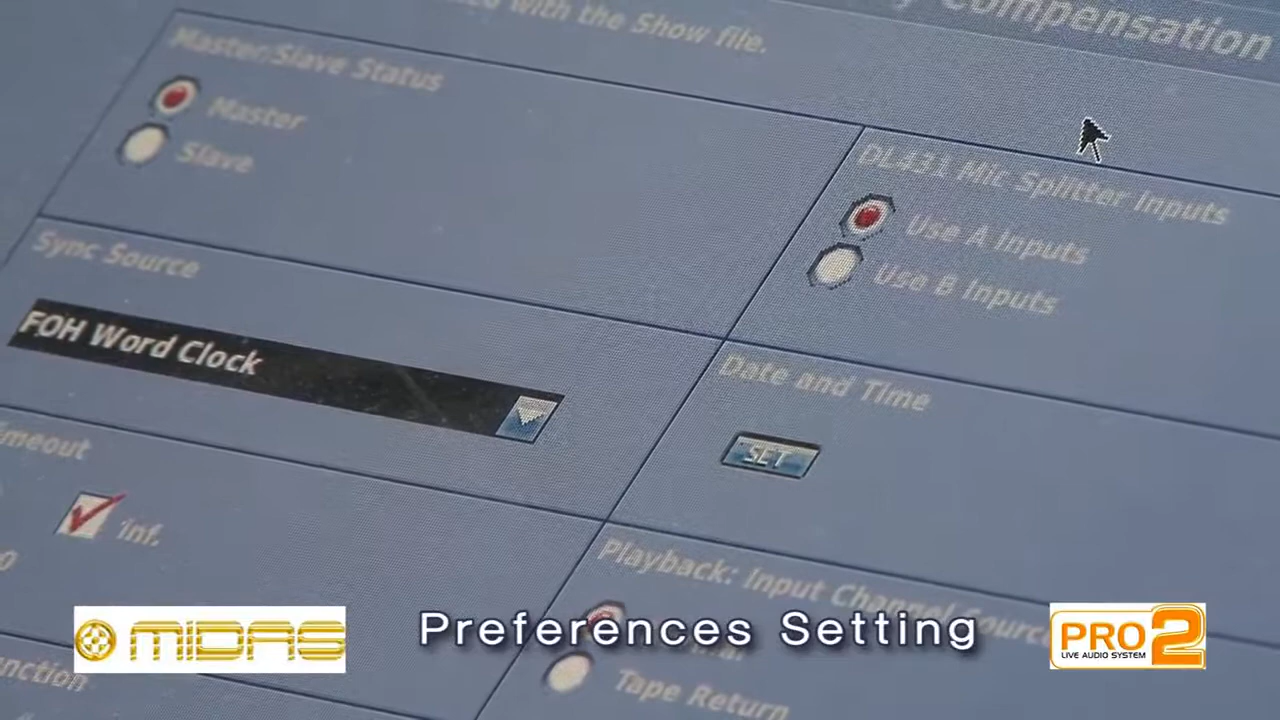 Compensation
with the Show file.
Master/Slave Status
Master
Slave
DL431 Mic Splitter Inputs
Use A Inputs
Use B Inputs
Sync Source
FOH Word Clock
Date and Time
SET
Inf.
Playback: Input Channel Source
Tape Return
MIDAS
Preferences Setting
PRO2
LIVE AUDIO SYSTEM